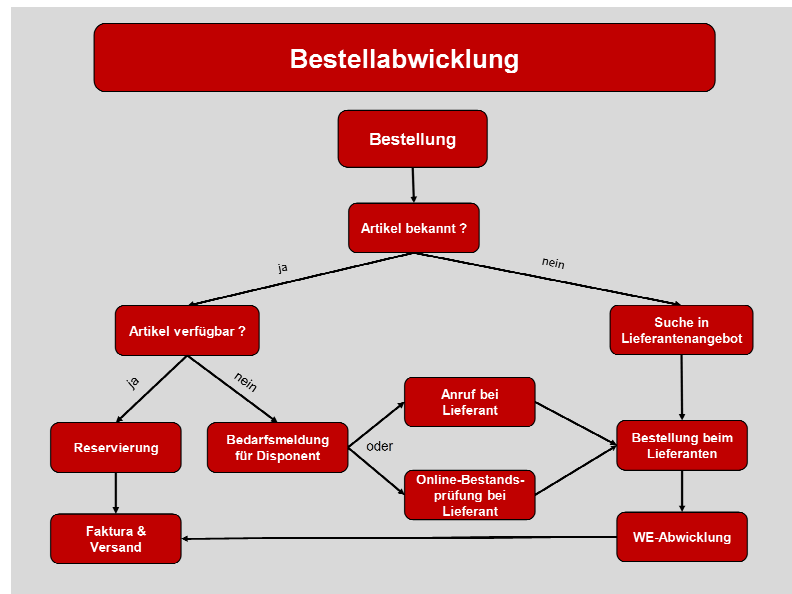 Bestellabwicklung
Bestellung
Artikel bekannt ?
ja
nein
Artikel verfügbar ?
Suche in
Lieferantenangebot
ja
nein
Anruf bei
Lieferant
Reservierung
Bedarfsmeldung
für Disponent
oder
Bestellung beim
Lieferanten
Online-Bestands-
prüfung bei
Lieferant
Faktura &
Versand
WE-Abwicklung